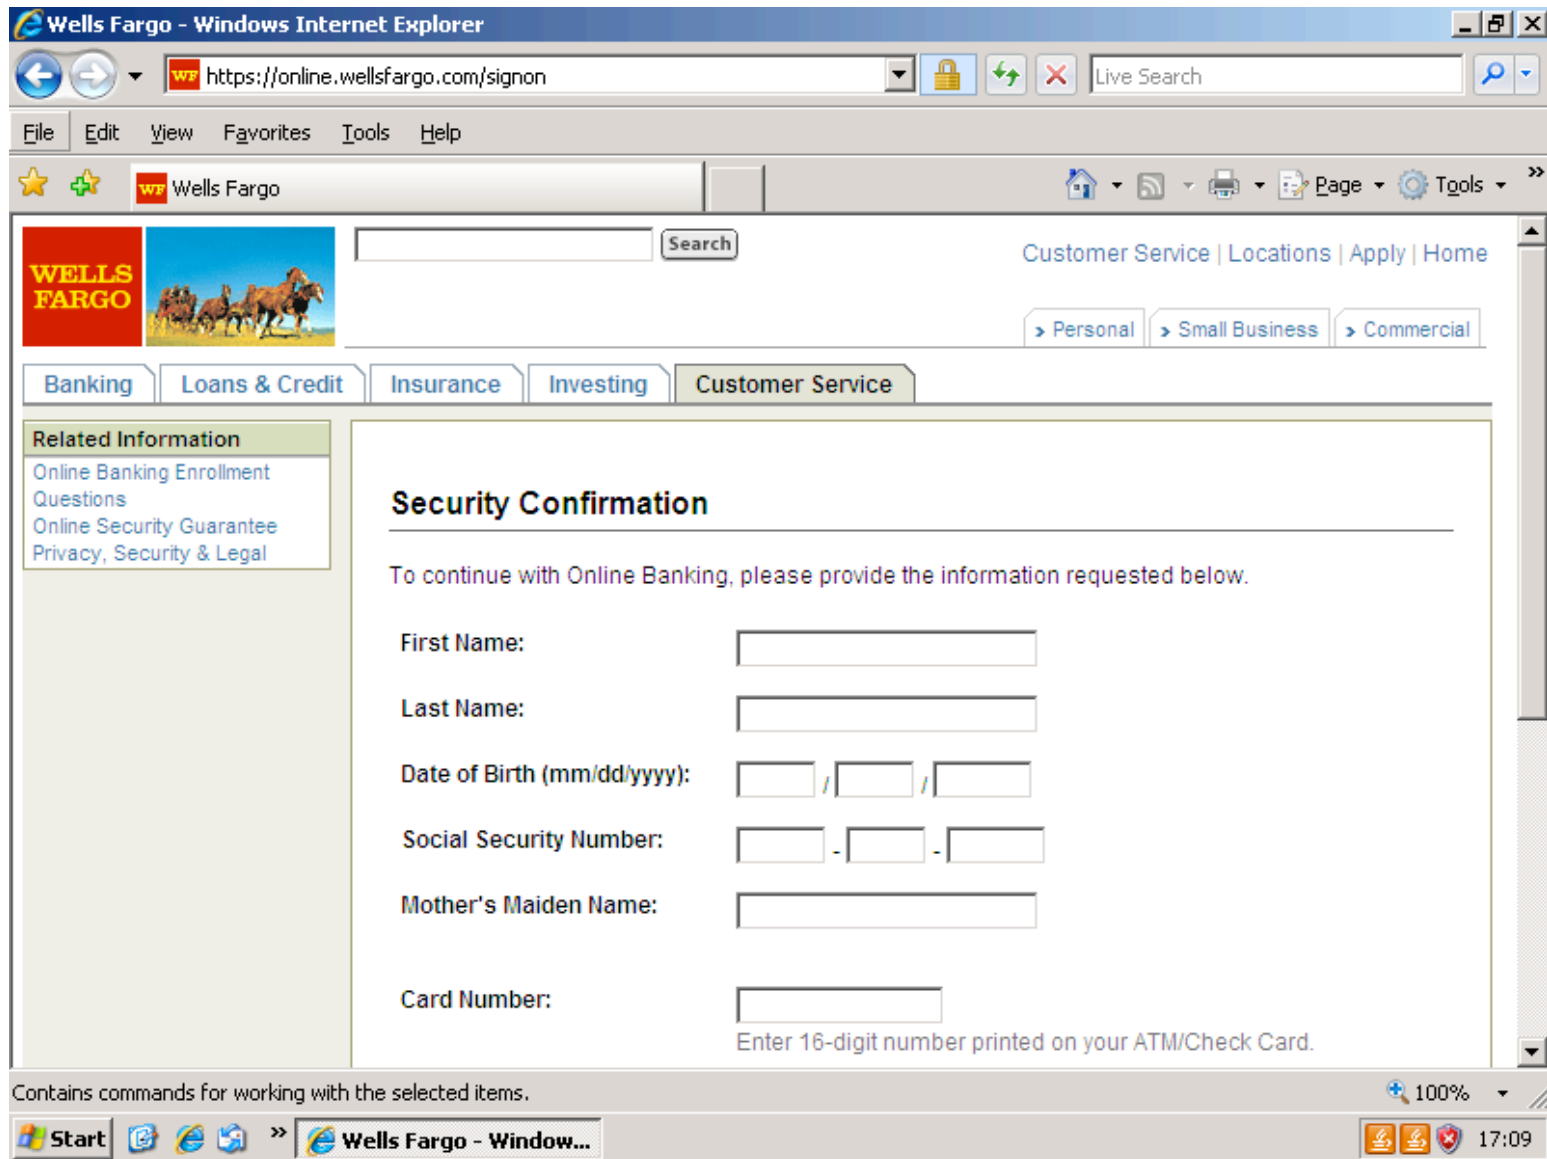 Wells Fargo - Windows Internet Explorer
WF https://online.wellsfargo.com/signon
Live Search
File Edit View Favorites Tools Help
WF Wells Fargo
Page Tools »
WELLS
FARGO
Search
Customer Service | Locations | Apply | Home
> Personal > Small Business > Commercial
Banking Loans & Credit Insurance Investing Customer Service
Related Information
Online Banking Enrollment
Questions
Online Security Guarantee
Privacy, Security & Legal
Security Confirmation
To continue with Online Banking, please provide the information requested below.
First Name:
Last Name:
Date of Birth (mm/dd/yyyy): / /
Social Security Number: - -
Mother's Maiden Name:
Card Number:
Enter 16-digit number printed on your ATM/Check Card.
Contains commands for working with the selected items.
100%
Start » Wells Fargo - Window...
17:09